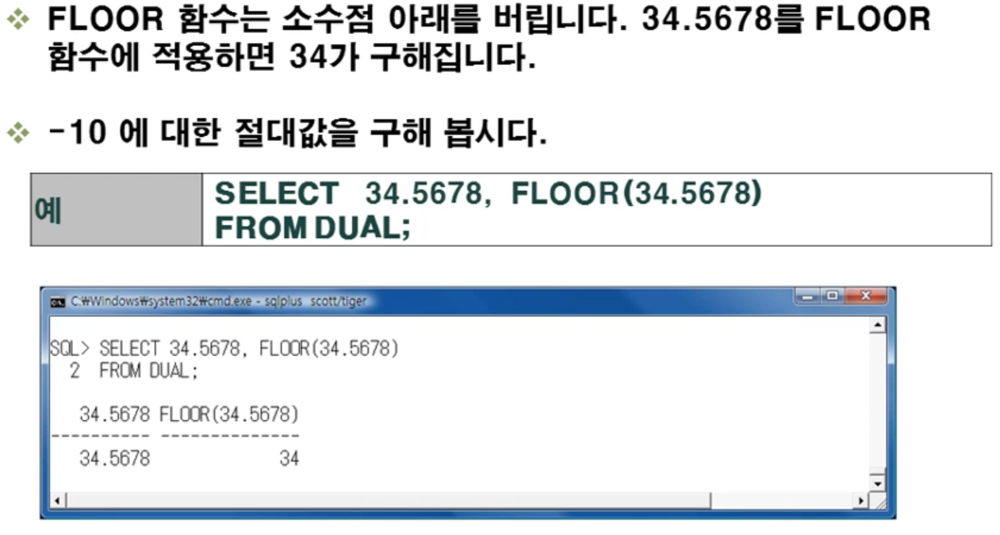 ❖ FLOOR 함수는 소수점 아래를 버립니다. 34.5678를 FLOOR
함수에 적용하면 34가 구해집니다.
❖ -10 에 대한 절대값을 구해 봅시다.
예
SELECT 34.5678, FLOOR(34.5678)
FROM DUAL;
C:₩Windows₩system32₩cmd.exe - sqlplus scott/tiger
SQL> SELECT 34.5678, FLOOR(34.5678)
2 FROM DUAL;
34.5678 FLOOR(34.5678)
---------- --------------
34.5678 34